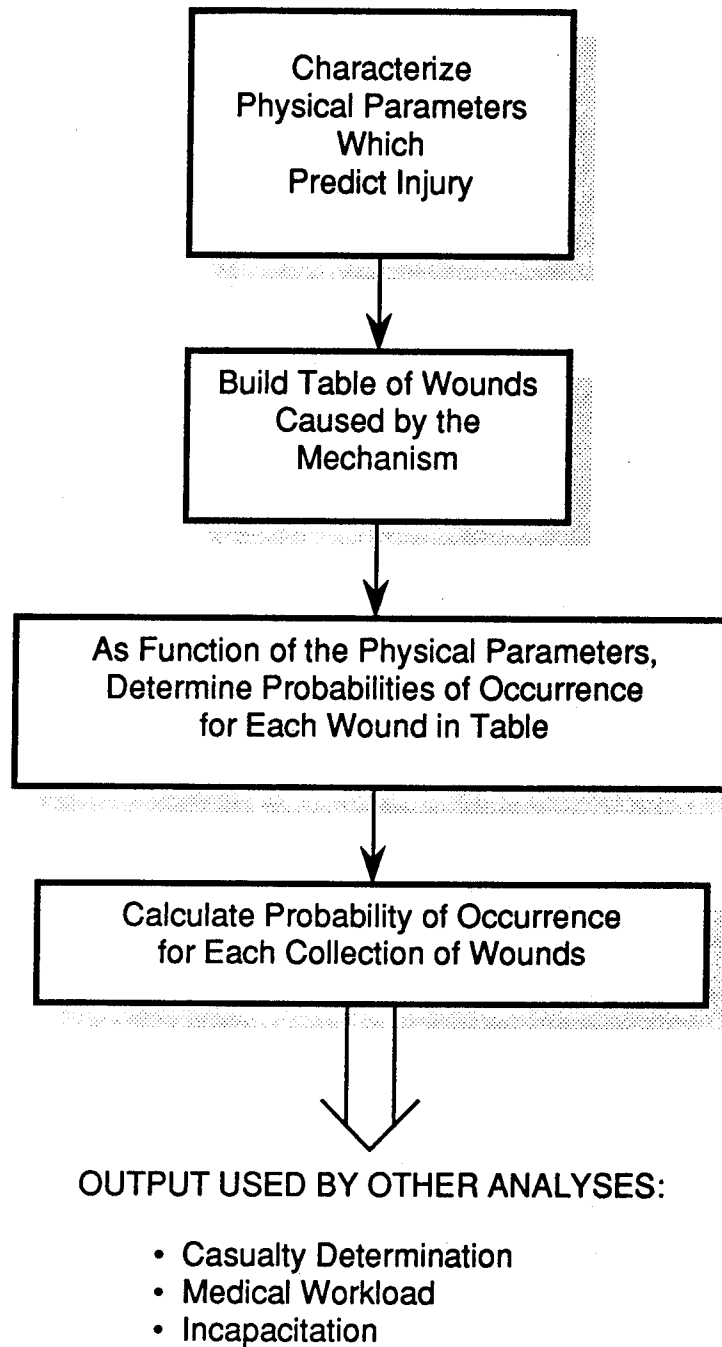 Characterize
Physical Parameters
Which
Predict Injury
Build Table of Wounds
Caused by the
Mechanism
As Function of the Physical Parameters,
Determine Probabilities of Occurrence
for Each Wound in Table
Calculate Probability of Occurrence
for Each Collection of Wounds
OUTPUT USED BY OTHER ANALYSES:
• Casualty Determination
• Medical Workload
• Incapacitation